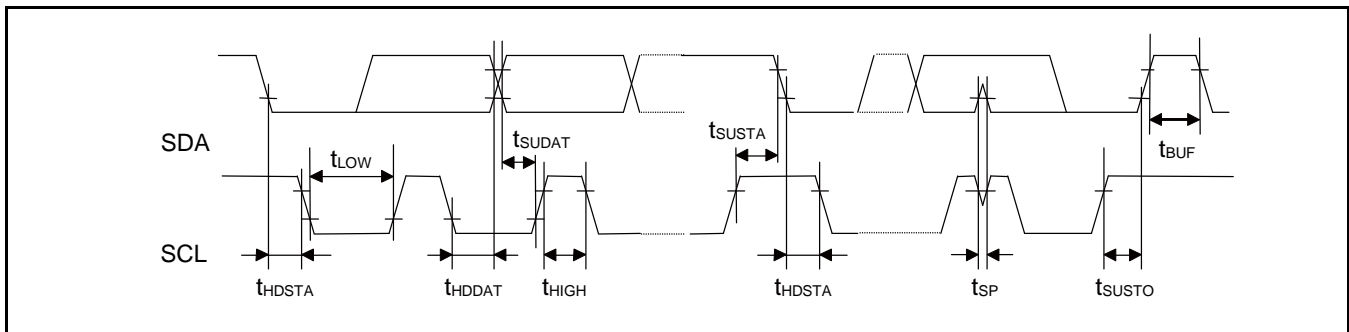 SDA
tSUDAT
tSUSTA
tBUF
tLOW
SCL
tHDSTA
tHDDAT
tHIGH
tHDSTA
tSP
tSUSTO